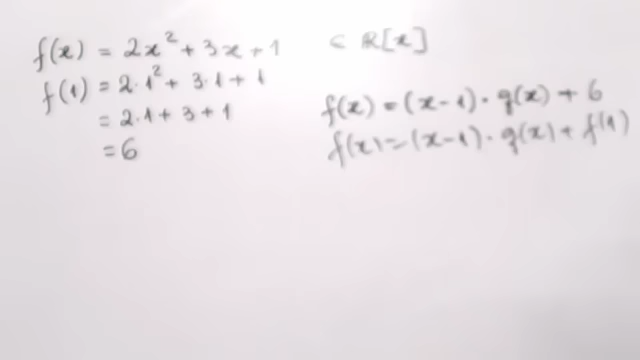 f(x) = 2x² + 3x + 1 ∈ R[x]
f(1) = 2·1² + 3·1 + 1
= 2·1 + 3 + 1
= 6
f(x) = (x-1)·q(x) + 6
f(x) = (x-1)·q(x) + f(1)